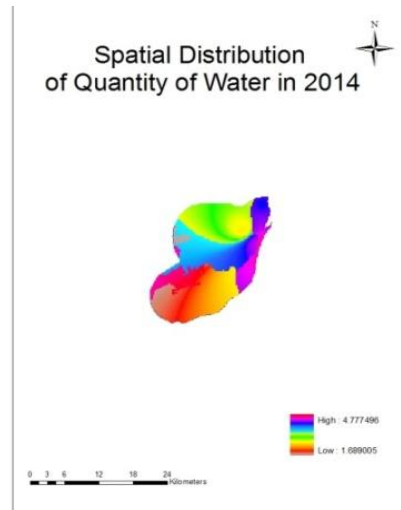 N
Spatial Distribution
of Quantity of Water in 2014
High : 4.777496
Low : 1.689005
0 3 6 12 18 24
Kilometers